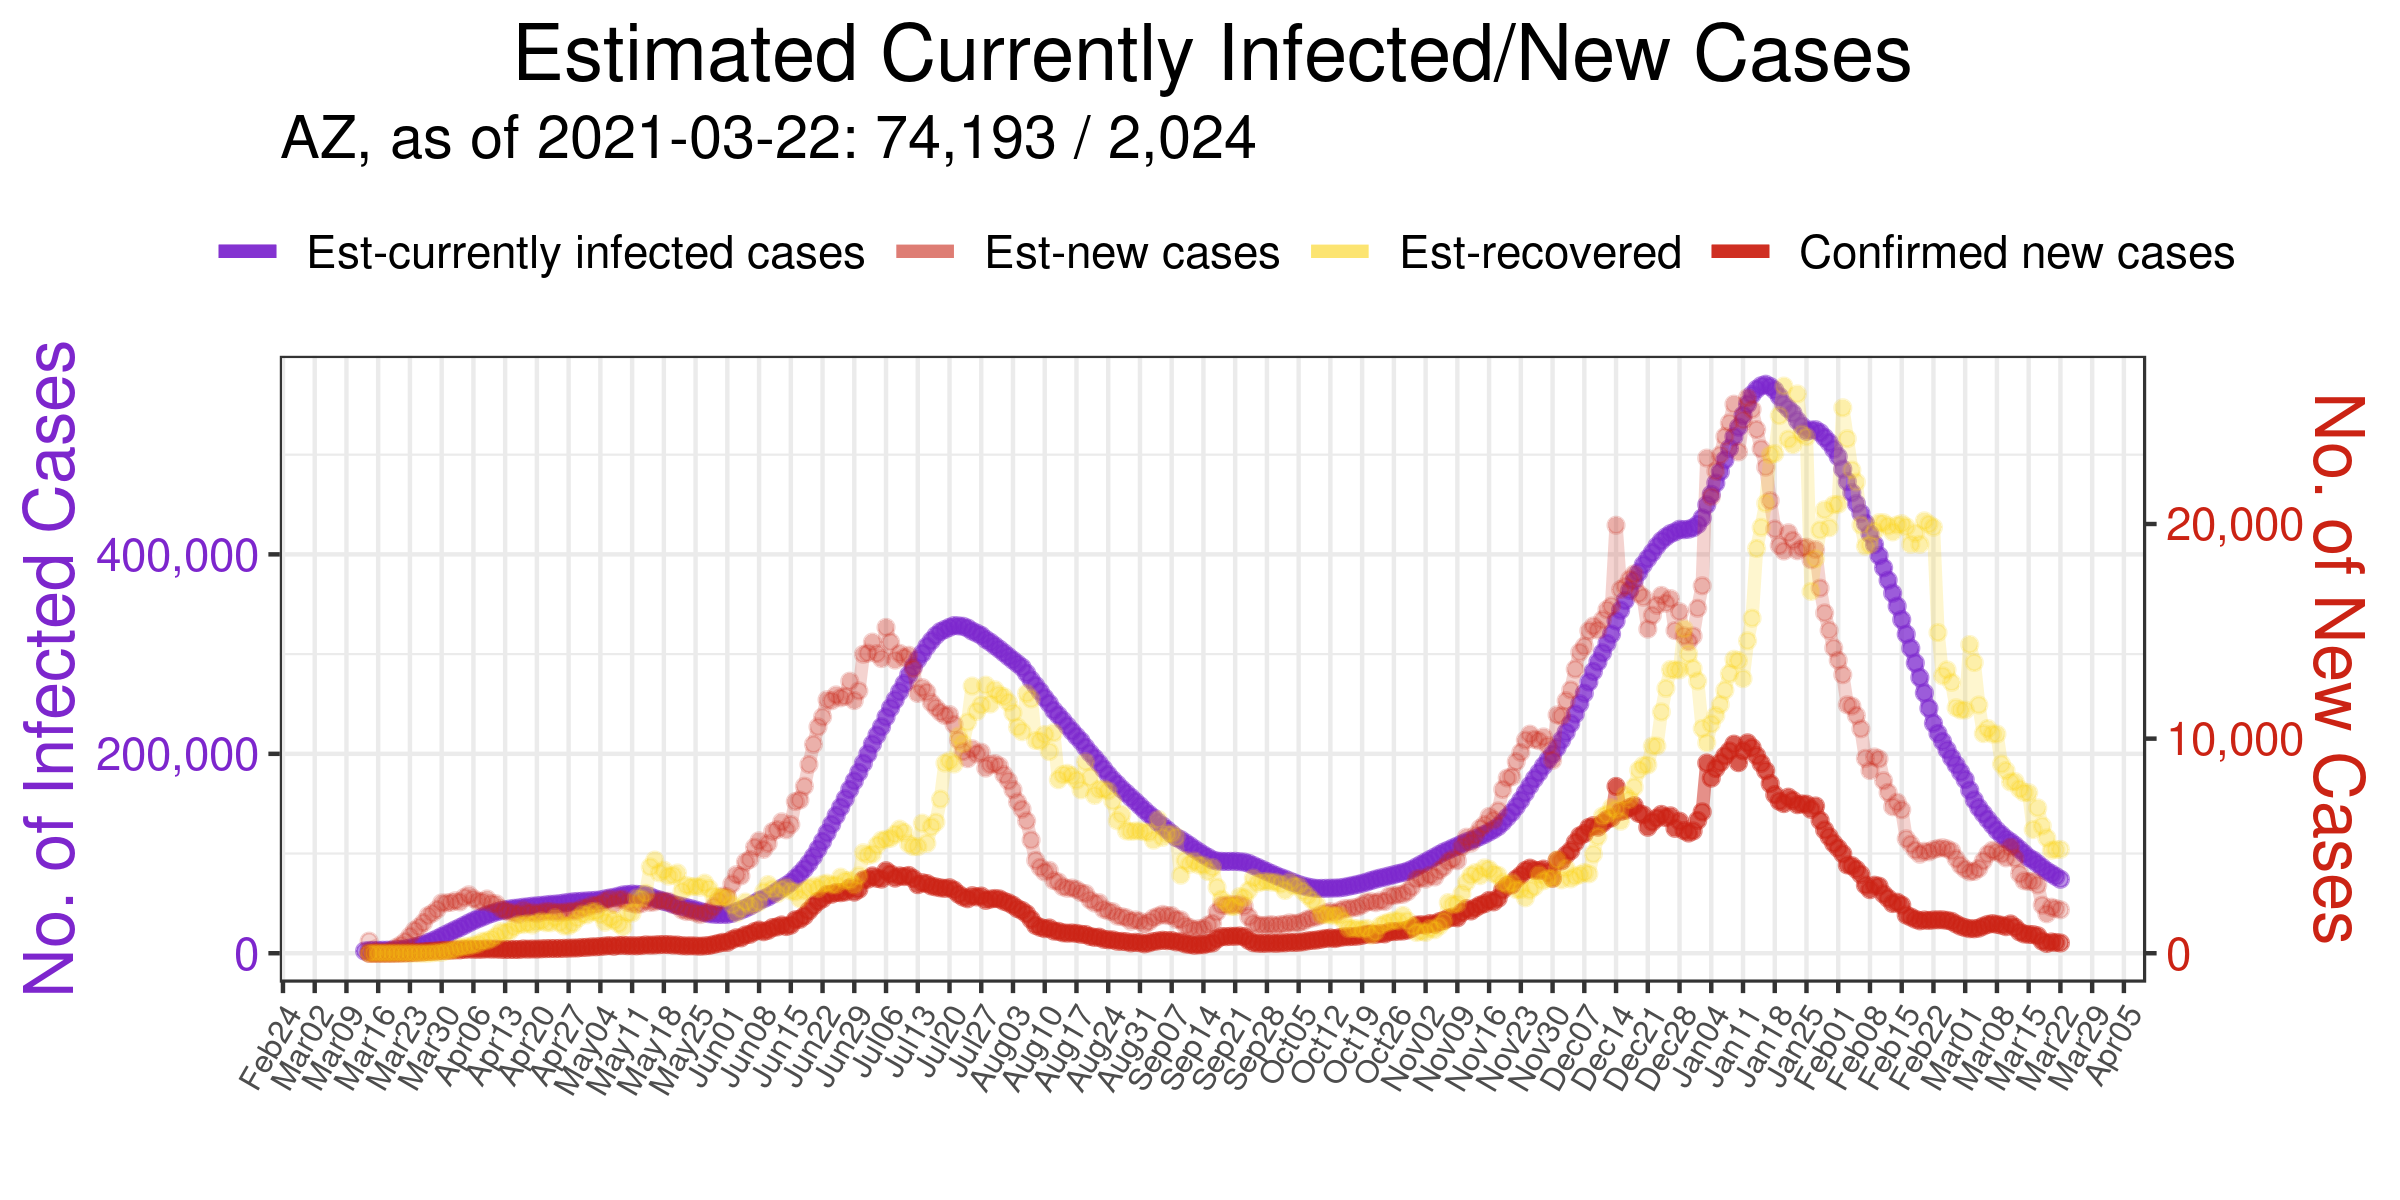 Estimated Currently Infected/New Cases
AZ, as of 2021-03-22: 74,193 / 2,024
Est-currently infected cases Est-new cases Est-recovered Confirmed new cases
No. of Infected Cases
400,000
200,000
0
20,000
10,000
0
No. of New Cases
Feb24 Mar02 Mar09 Mar16 Mar23 Mar30 Apr06 Apr13 Apr20 Apr27 May04 May11 May18 May25 Jun01 Jun08 Jun15 Jun22 Jun29 Jul06 Jul13 Jul20 Jul27 Aug03 Aug10 Aug17 Aug24 Aug31 Sep07 Sep14 Sep21 Sep28 Oct05 Oct12 Oct19 Oct26 Nov02 Nov09 Nov16 Nov23 Nov30 Dec07 Dec14 Dec21 Dec28 Jan04 Jan11 Jan18 Jan25 Feb01 Feb08 Feb15 Feb22 Mar01 Mar08 Mar15 Mar22 Mar29 Apr05